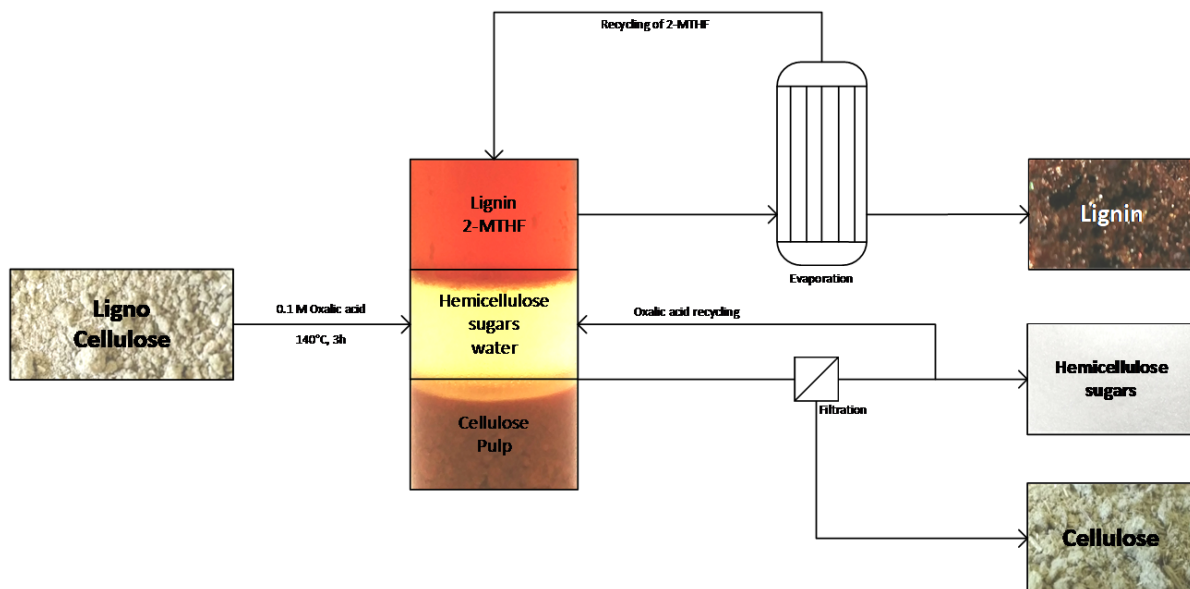 Recycling of 2-MTHF
Lignin
2-MTHF
Lignin
Evaporation
Ligno
Cellulose
0.1 M Oxalic acid
140°C, 3h
Hemicellulose
sugars
water
Oxalic acid recycling
Filtration
Hemicellulose
sugars
Cellulose
Pulp
Cellulose